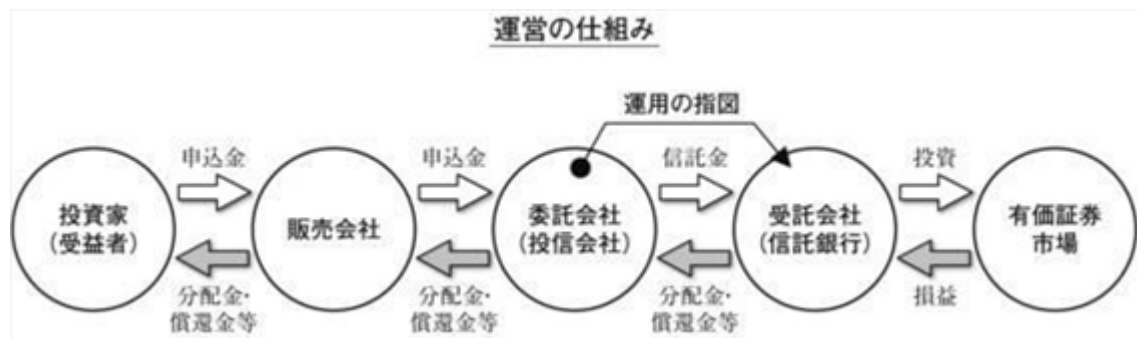 運営の仕組み
運用の指図
申込金
申込金
信託金
投資
投資家
(受益者)
販売会社
委託会社
(投信会社)
受託会社
(信託銀行)
有価証券
市場
分配金・
償還金等
分配金・
償還金等
分配金・
償還金等
損益